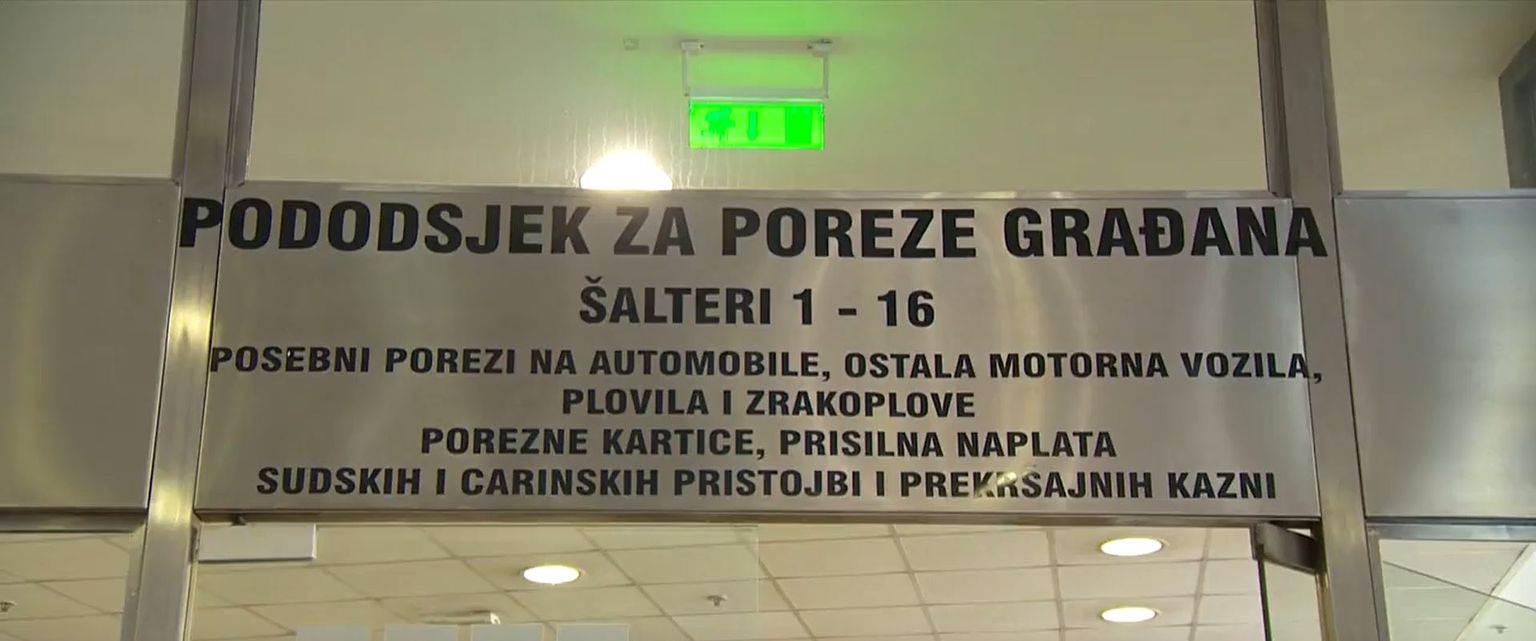 PODODSJEK ZA POREZE GRAĐANA
ŠALTERI 1 - 16
POSEBNI POREZI NA AUTOMOBILE, OSTALA MOTORNA VOZILA,
PLOVILA I ZRAKOPLOVE
POREZNE KARTICE, PRISILNA NAPLATA
SUDSKIH I CARINSKIH PRISTOJBI I PREKRŠAJNIH KAZNI